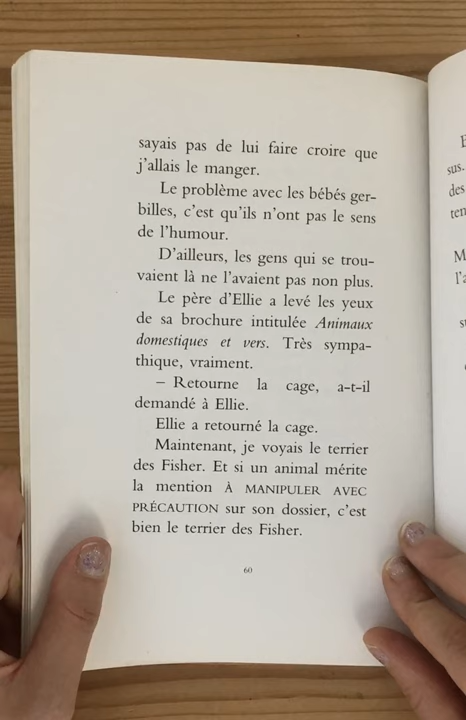 sayais pas de lui faire croire que
j'allais le manger.
Le problème avec les bébés ger-
billes, c'est qu'ils n'ont pas le sens
de l'humour.
D'ailleurs, les gens qui se trou-
vaient là ne l'avaient pas non plus.
Le père d'Ellie a levé les yeux
de sa brochure intitulée Animaux
domestiques et vers. Très sympa-
thique, vraiment.
– Retourne la cage, a-t-il
demandé à Ellie.
Ellie a retourné la cage.
Maintenant, je voyais le terrier
des Fisher. Et si un animal mérite
la mention À MANIPULER AVEC
PRÉCAUTION sur son dossier, c'est
bien le terrier des Fisher.
60
sus.
des